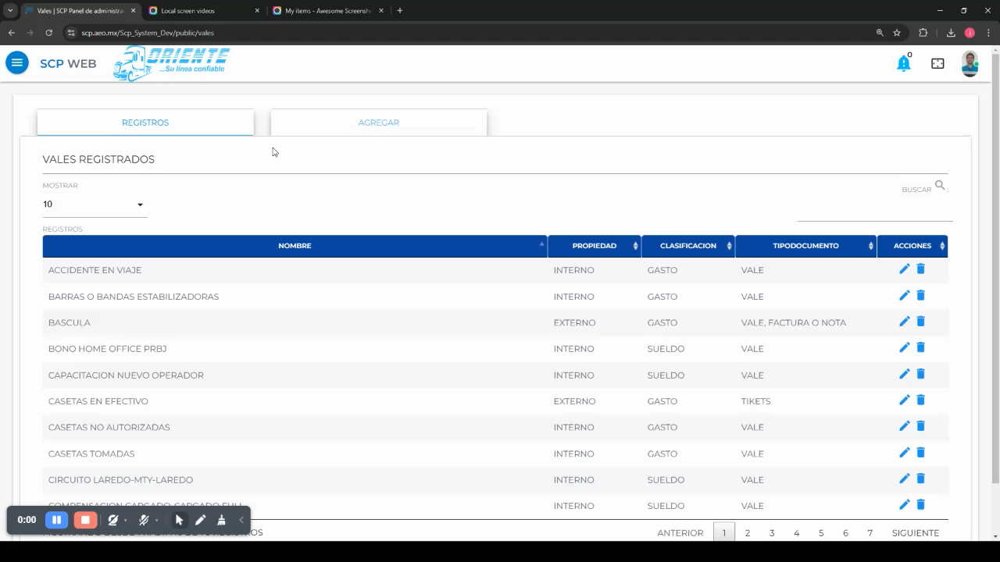 Vales | SCP Panel de administra
Local screen videos
My items - Awesome Screensh
scp.aeo.mx/Scp_System_Dev/public/vales
SCP WEB
ORIENTE
...Su línea confiable
0
REGISTROS
AGREGAR
VALES REGISTRADOS
MOSTRAR
BUSCAR :
10
REGISTROS
NOMBRE PROPIEDAD CLASIFICACION TIPODOCUMENTO ACCIONES
ACCIDENTE EN VIAJE INTERNO GASTO VALE
BARRAS O BANDAS ESTABILIZADORAS INTERNO GASTO VALE
BASCULA EXTERNO GASTO VALE, FACTURA O NOTA
BONO HOME OFFICE PRBJ INTERNO SUELDO VALE
CAPACITACION NUEVO OPERADOR INTERNO SUELDO VALE
CASETAS EN EFECTIVO EXTERNO GASTO TIKETS
CASETAS NO AUTORIZADAS INTERNO GASTO VALE
CASETAS TOMADAS INTERNO GASTO VALE
CIRCUITO LAREDO-MTY-LAREDO INTERNO SUELDO VALE
COMPENSACION CARGADO-CARGADO FULL INTERNO SUELDO VALE
0:00
ANTERIOR 1 2 3 4 5 6 7 SIGUIENTE